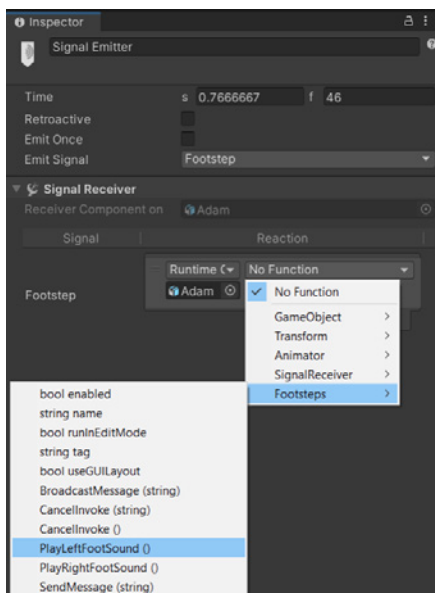 Inspector
Signal Emitter
Time s 0.7666667 f 46
Retroactive
Emit Once
Emit Signal Footstep
Signal Receiver
Receiver Component on Adam
Signal Reaction
Runtime No Function
Footstep Adam No Function
GameObject
Transform
Animator
SignalReceiver
Footsteps
bool enabled
string name
bool runInEditMode
string tag
bool useGUILayout
BroadcastMessage (string)
CancelInvoke (string)
CancelInvoke ()
PlayLeftFootSound ()
PlayRightFootSound ()
SendMessage (string)